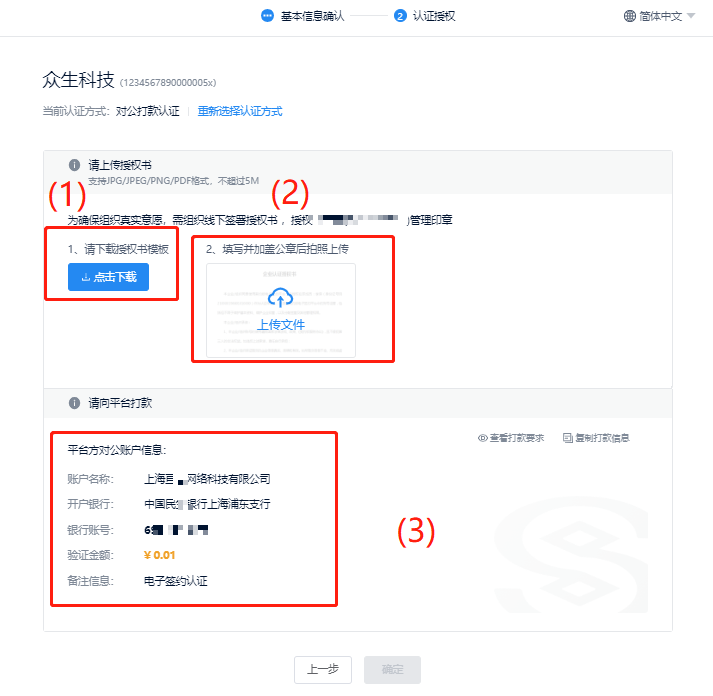 基本信息确认 2 认证授权 简体中文
众生科技 (1234567890000005x)
当前认证方式: 对公打款认证 重新选择认证方式
请上传授权书
支持JPG/JPEG/PNG/PDF格式，不超过5M
(1) (2)
为确保组织真实意愿，需组织线下签署授权书，授权 )管理印章
1、请下载授权书模板
点击下载
2、填写并加盖公章后拍照上传
上传文件
请向平台打款
查看打款要求 复制打款信息
平台方对公账户信息:
账户名称: 上海 网络科技有限公司
开户银行: 中国民 银行上海浦东支行
银行账号: 6
验证金额: ¥ 0.01
备注信息: 电子签约认证
(3)
上一步 确定